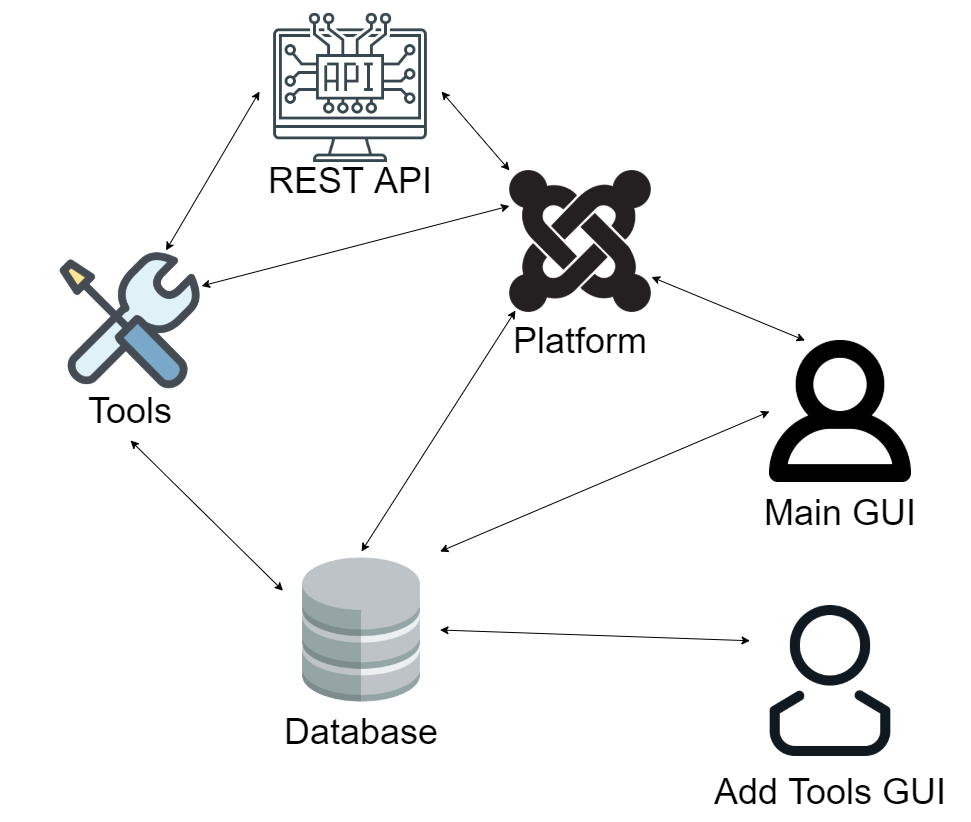 API
REST API
Platform
Tools
Main GUI
Database
Add Tools GUI